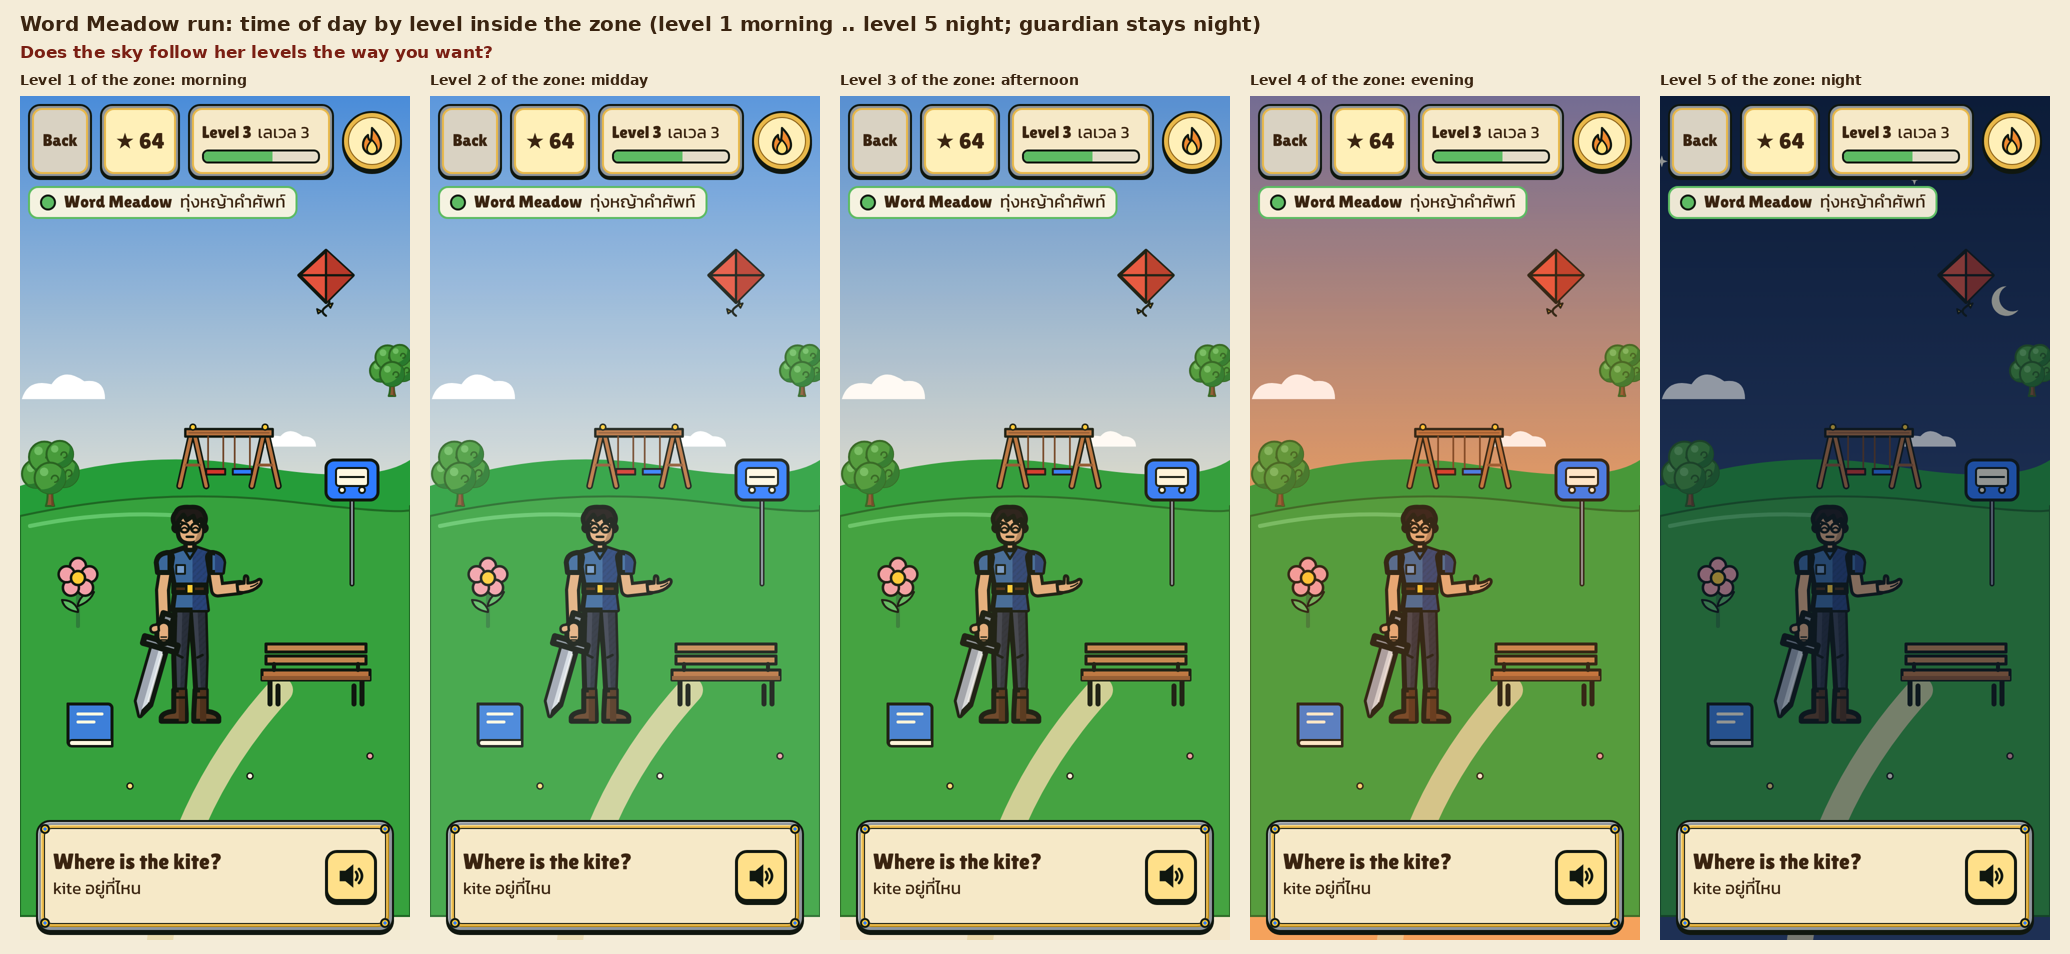 Word Meadow run: time of day by level inside the zone (level 1 morning .. level 5 night; guardian stays night)
Does the sky follow her levels the way you want?
Level 1 of the zone: morning
Back
★ 64
Level 3 เลเวล 3
Word Meadow ทุ่งหญ้าคำศัพท์
Where is the kite?
kite อยู่ที่ไหน
Level 2 of the zone: midday
Back
★ 64
Level 3 เลเวล 3
Word Meadow ทุ่งหญ้าคำศัพท์
Where is the kite?
kite อยู่ที่ไหน
Level 3 of the zone: afternoon
Back
★ 64
Level 3 เลเวล 3
Word Meadow ทุ่งหญ้าคำศัพท์
Where is the kite?
kite อยู่ที่ไหน
Level 4 of the zone: evening
Back
★ 64
Level 3 เลเวล 3
Word Meadow ทุ่งหญ้าคำศัพท์
Where is the kite?
kite อยู่ที่ไหน
Level 5 of the zone: night
Back
★ 64
Level 3 เลเวล 3
Word Meadow ทุ่งหญ้าคำศัพท์
Where is the kite?
kite อยู่ที่ไหน